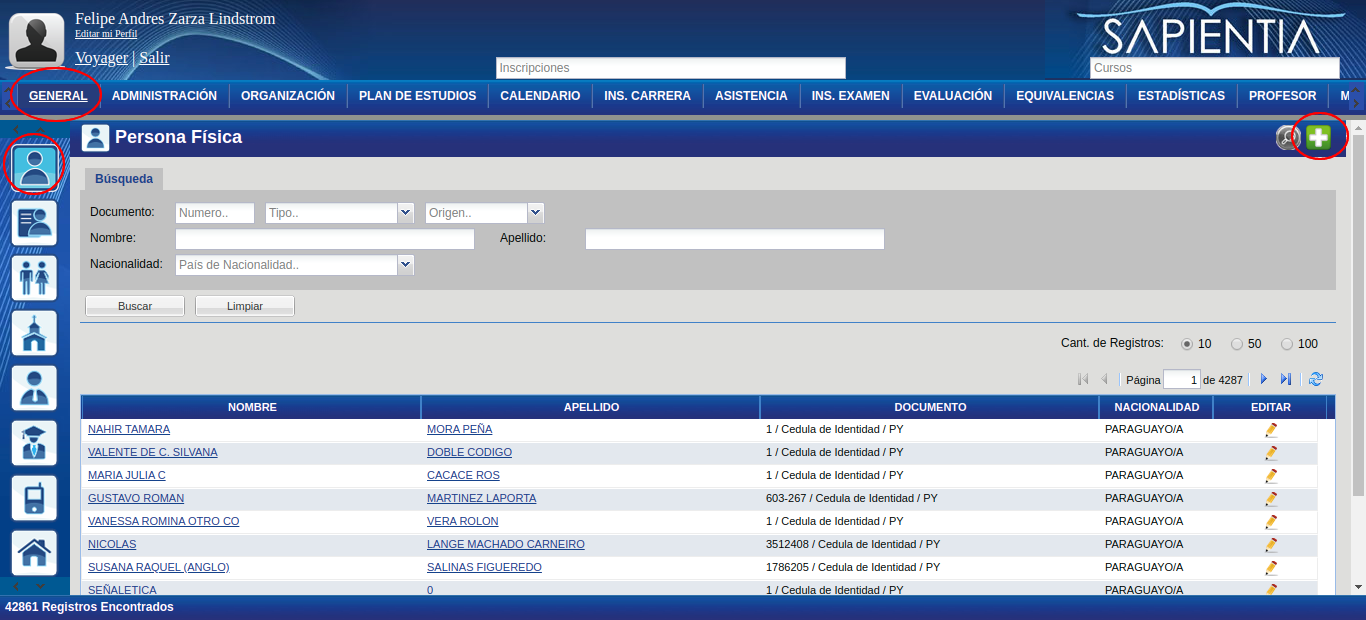 Felipe Andres Zarza Lindstrom
Editar mi Perfil
Voyager | Salir
SAPIENTIA
Inscripciones
Cursos
GENERAL ADMINISTRACIÓN ORGANIZACIÓN PLAN DE ESTUDIOS CALENDARIO INS. CARRERA ASISTENCIA INS. EXAMEN EVALUACIÓN EQUIVALENCIAS ESTADÍSTICAS PROFESOR M
Persona Física
Búsqueda
Documento: Numero.. Tipo.. Origen..
Nombre: Apellido:
Nacionalidad: País de Nacionalidad..
Buscar Limpiar
Cant. de Registros: 10 50 100
Página 1 de 4287
NOMBRE APELLIDO DOCUMENTO NACIONALIDAD EDITAR
NAHIR TAMARA MORA PEÑA 1 / Cedula de Identidad / PY PARAGUAYO/A
VALENTE DE C. SILVANA DOBLE CODIGO 1 / Cedula de Identidad / PY PARAGUAYO/A
MARIA JULIA C CACACE ROS 1 / Cedula de Identidad / PY PARAGUAYO/A
GUSTAVO ROMAN MARTINEZ LAPORTA 603-267 / Cedula de Identidad / PY PARAGUAYO/A
VANESSA ROMINA OTRO CO VERA ROLON 1 / Cedula de Identidad / PY PARAGUAYO/A
NICOLAS LANGE MACHADO CARNEIRO 3512408 / Cedula de Identidad / PY PARAGUAYO/A
SUSANA RAQUEL (ANGLO) SALINAS FIGUEREDO 1786205 / Cedula de Identidad / PY PARAGUAYO/A
SEÑALETICA 0 1 / Cedula de Identidad / PY PARAGUAYO/A
42861 Registros Encontrados